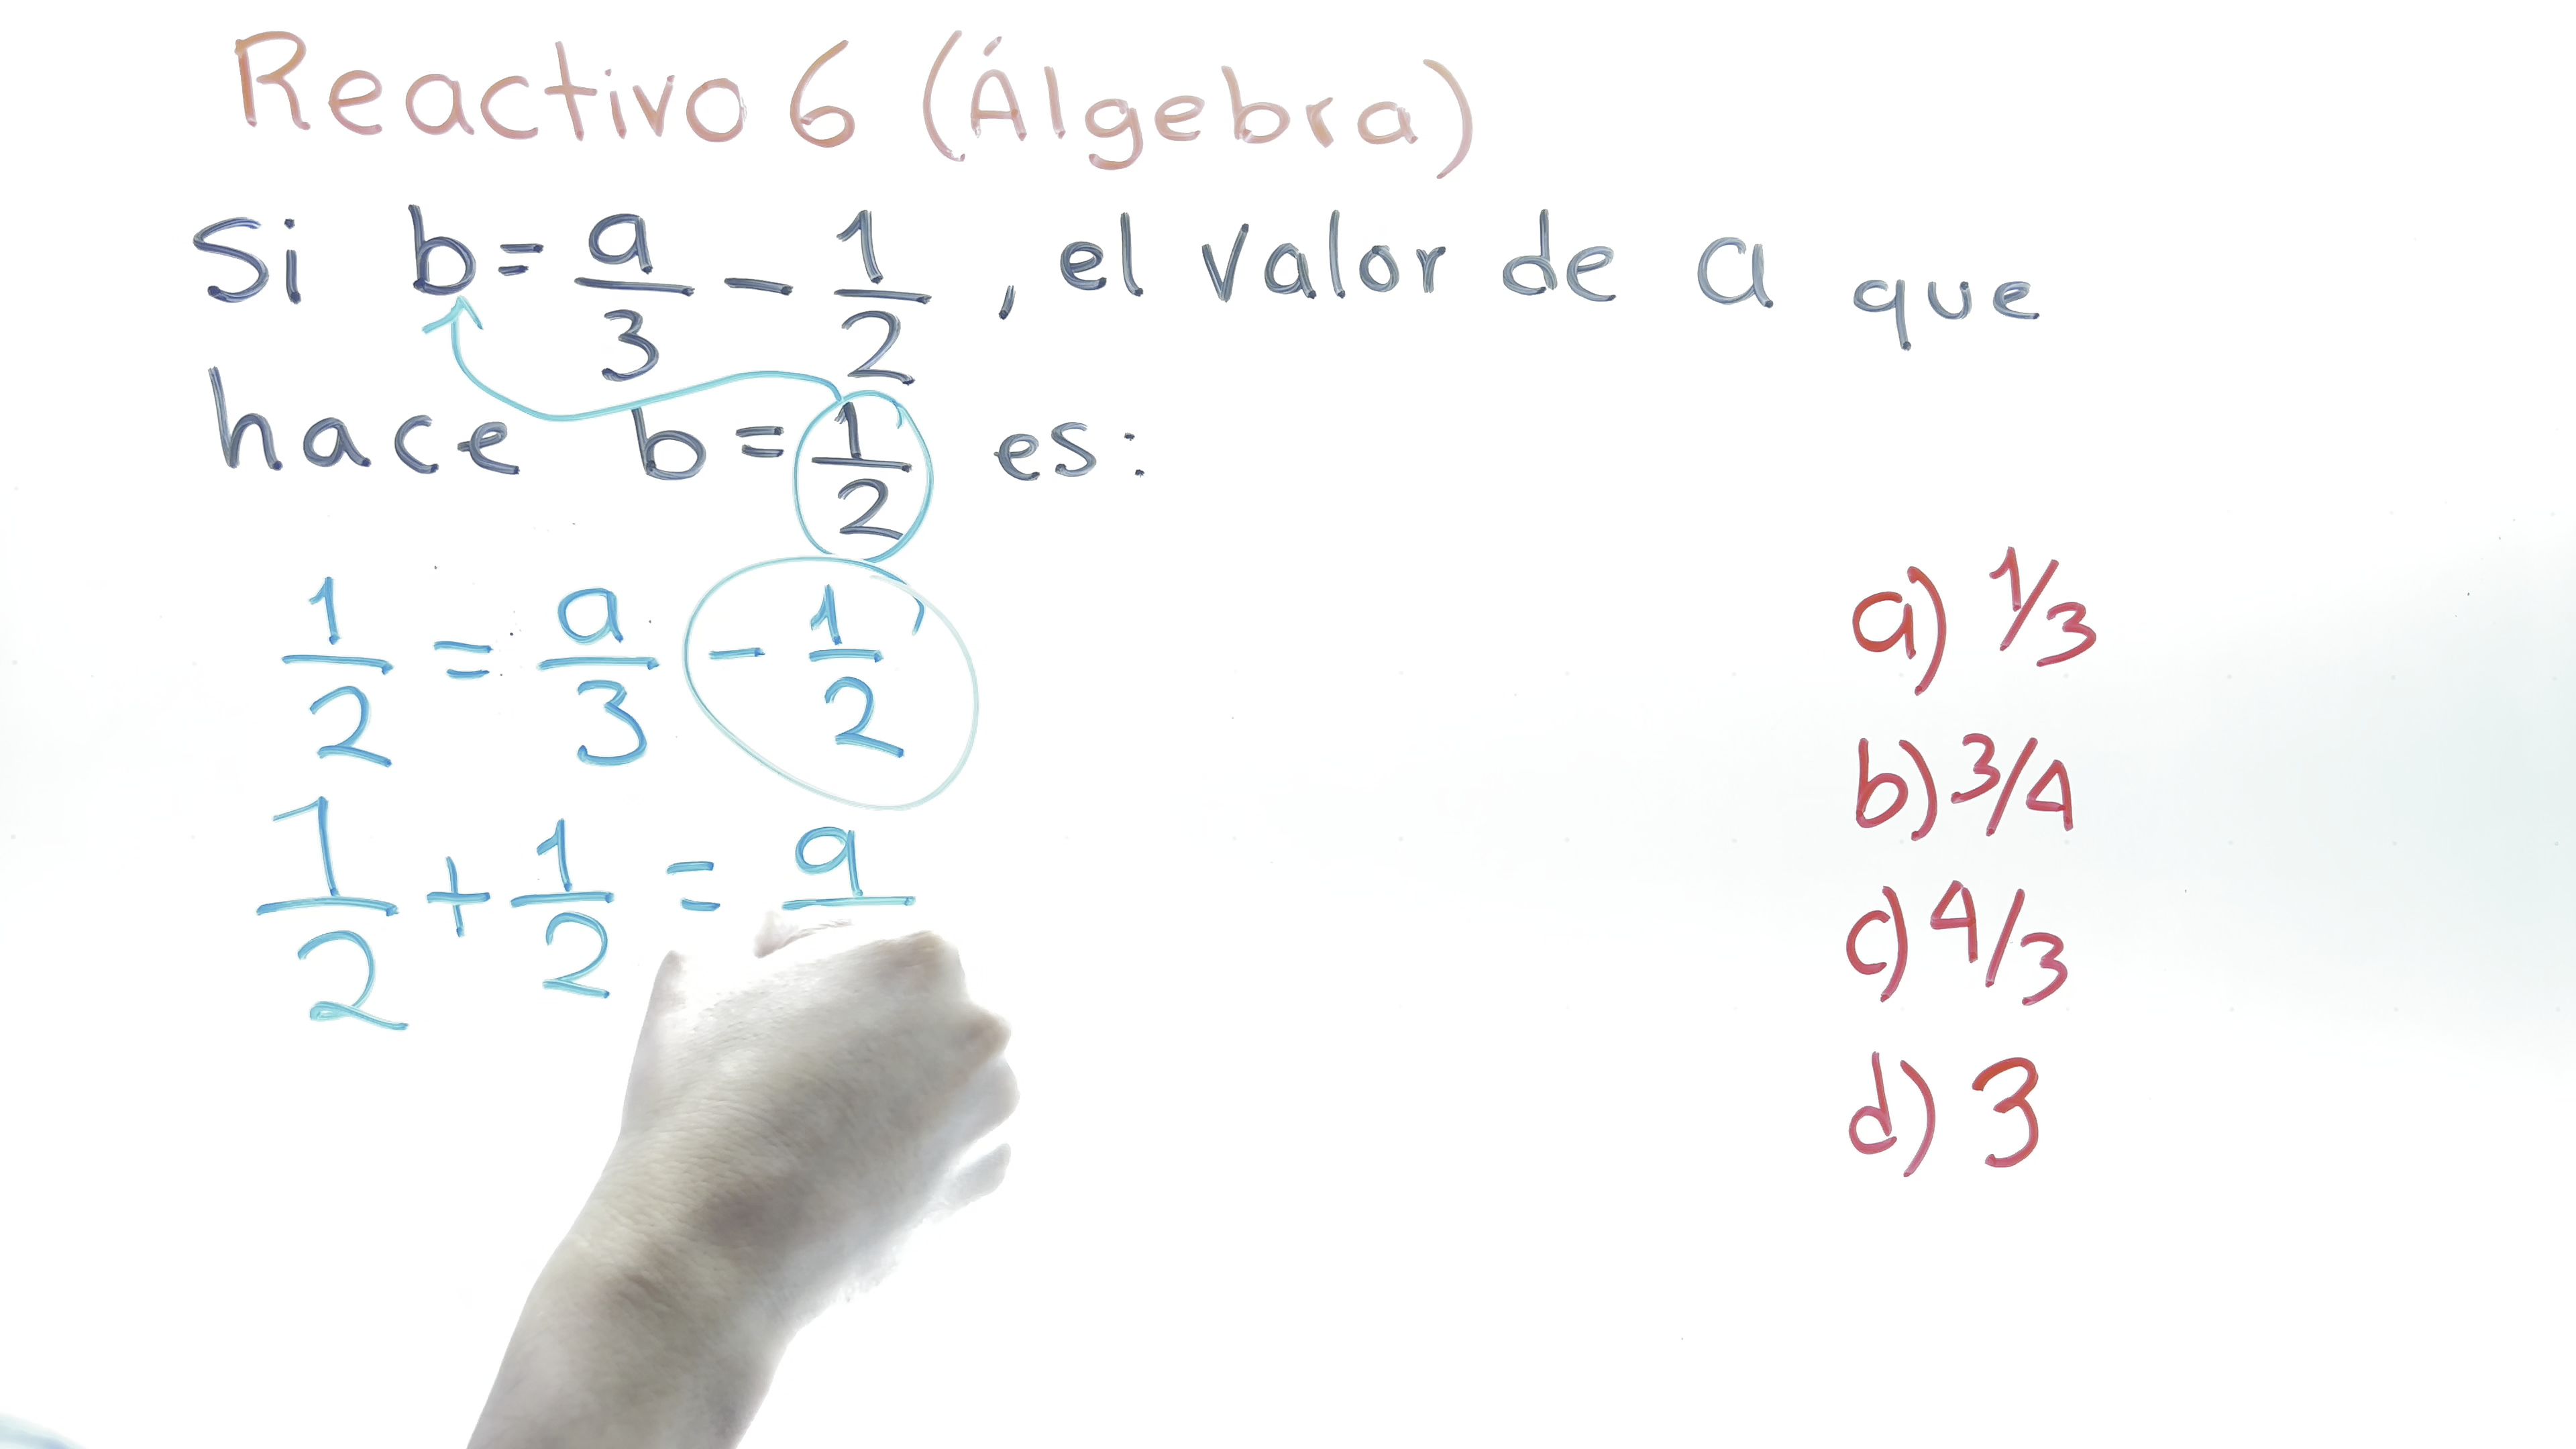 Reactivo 6 (Álgebra)
Si b = a/3 - 1/2 , el valor de a que
hace b = 1/2 es:
1/2 = a/3 - 1/2
1/2 + 1/2 = a
a) 1/3
b) 3/4
c) 4/3
d) 3